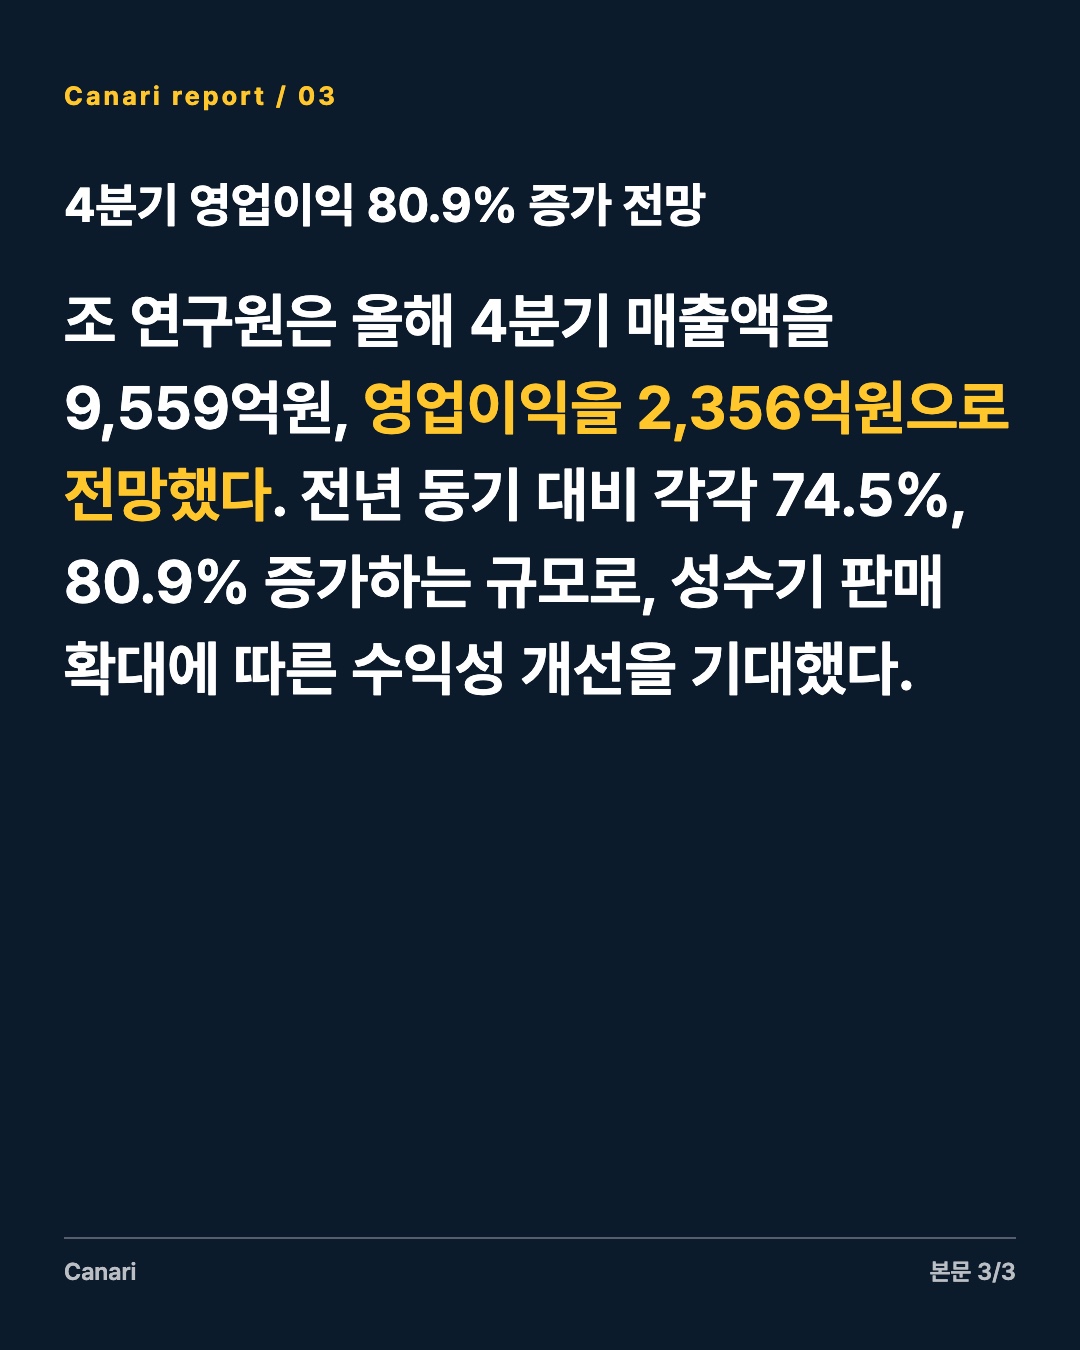 Canari report / 03
4분기 영업이익 80.9% 증가 전망
조 연구원은 올해 4분기 매출액을
9,559억원, 영업이익을 2,356억원으로
전망했다. 전년 동기 대비 각각 74.5%,
80.9% 증가하는 규모로, 성수기 판매
확대에 따른 수익성 개선을 기대했다.
Canari
본문 3/3